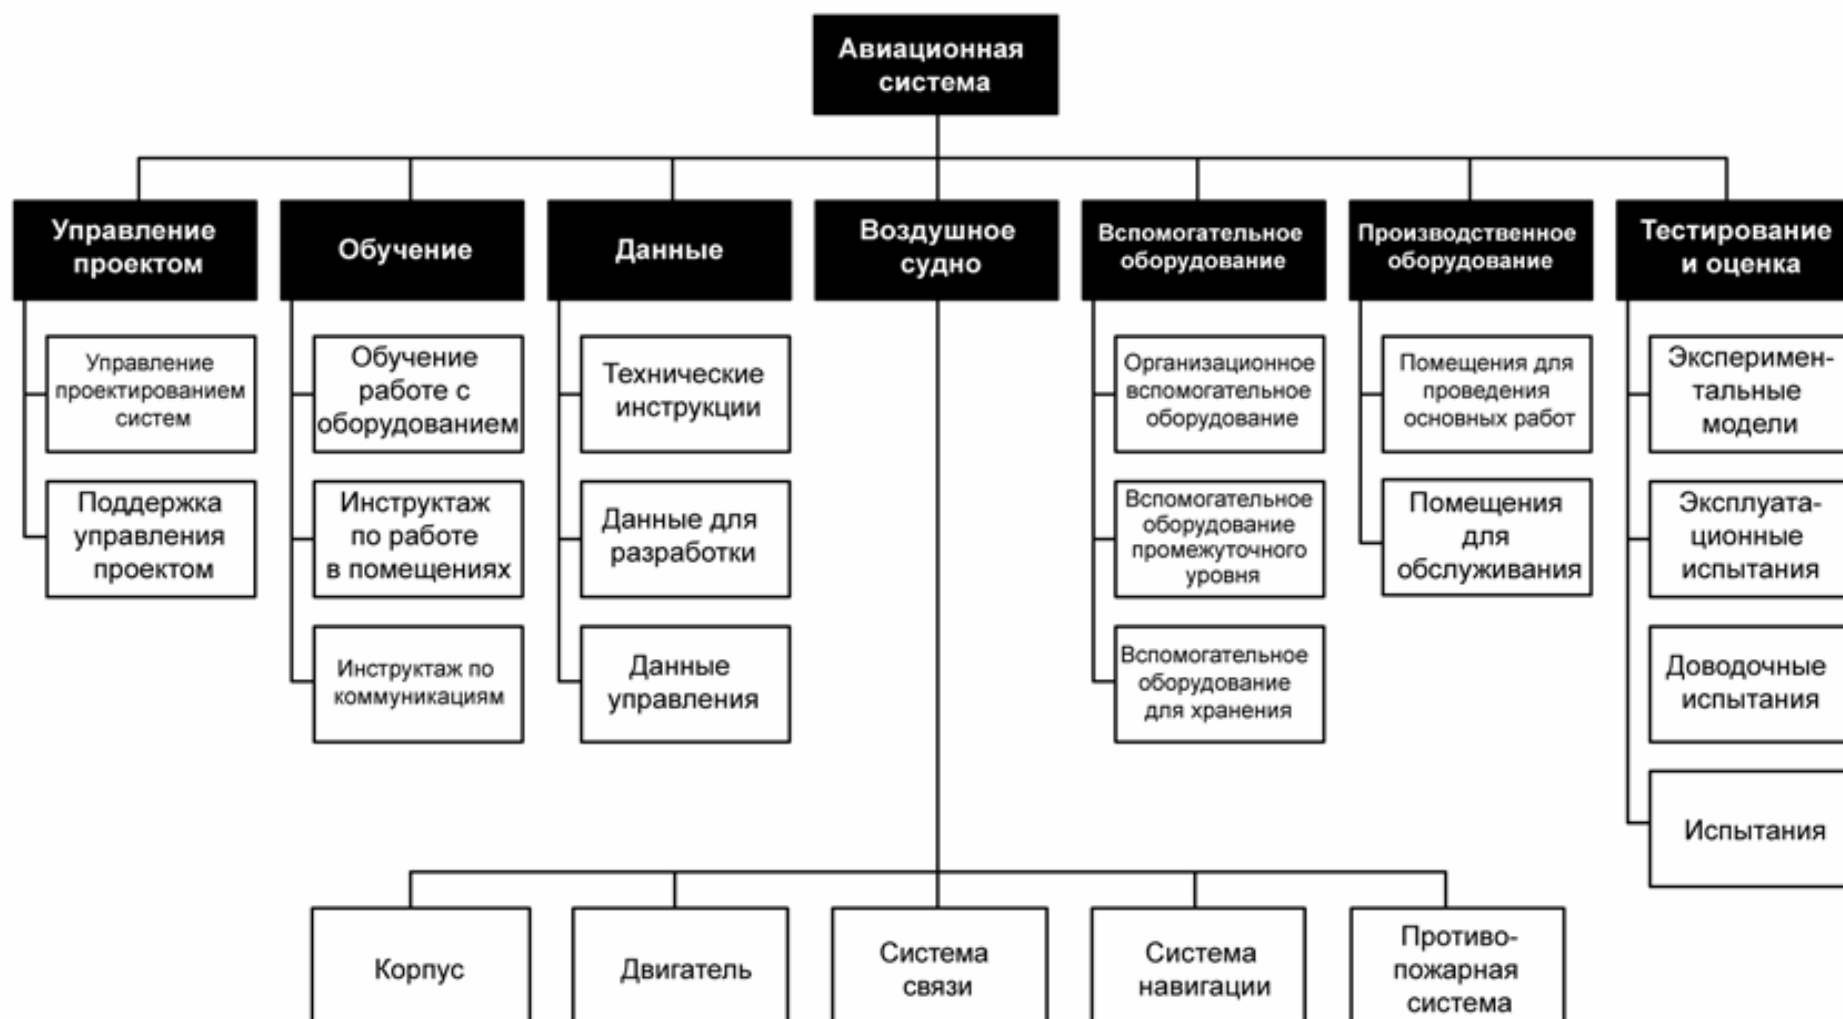 Авиационная
система
Управление
проектом
Обучение
Данные
Воздушное
судно
Вспомогательное
оборудование
Производственное
оборудование
Тестирование
и оценка
Управление
проектированием
систем
Поддержка
управления
проектом
Обучение
работе с
оборудованием
Инструктаж
по работе
в помещениях
Инструктаж по
коммуникациям
Технические
инструкции
Данные для
разработки
Данные
управления
Организационное
вспомогательное
оборудование
Вспомогательное
оборудование
промежуточного
уровня
Вспомогательное
оборудование
для хранения
Помещения для
проведения
основных работ
Помещения
для
обслуживания
Эксперимен-
тальные
модели
Эксплуата-
ционные
испытания
Доводочные
испытания
Испытания
Корпус
Двигатель
Система
связи
Система
навигации
Противо-
пожарная
система